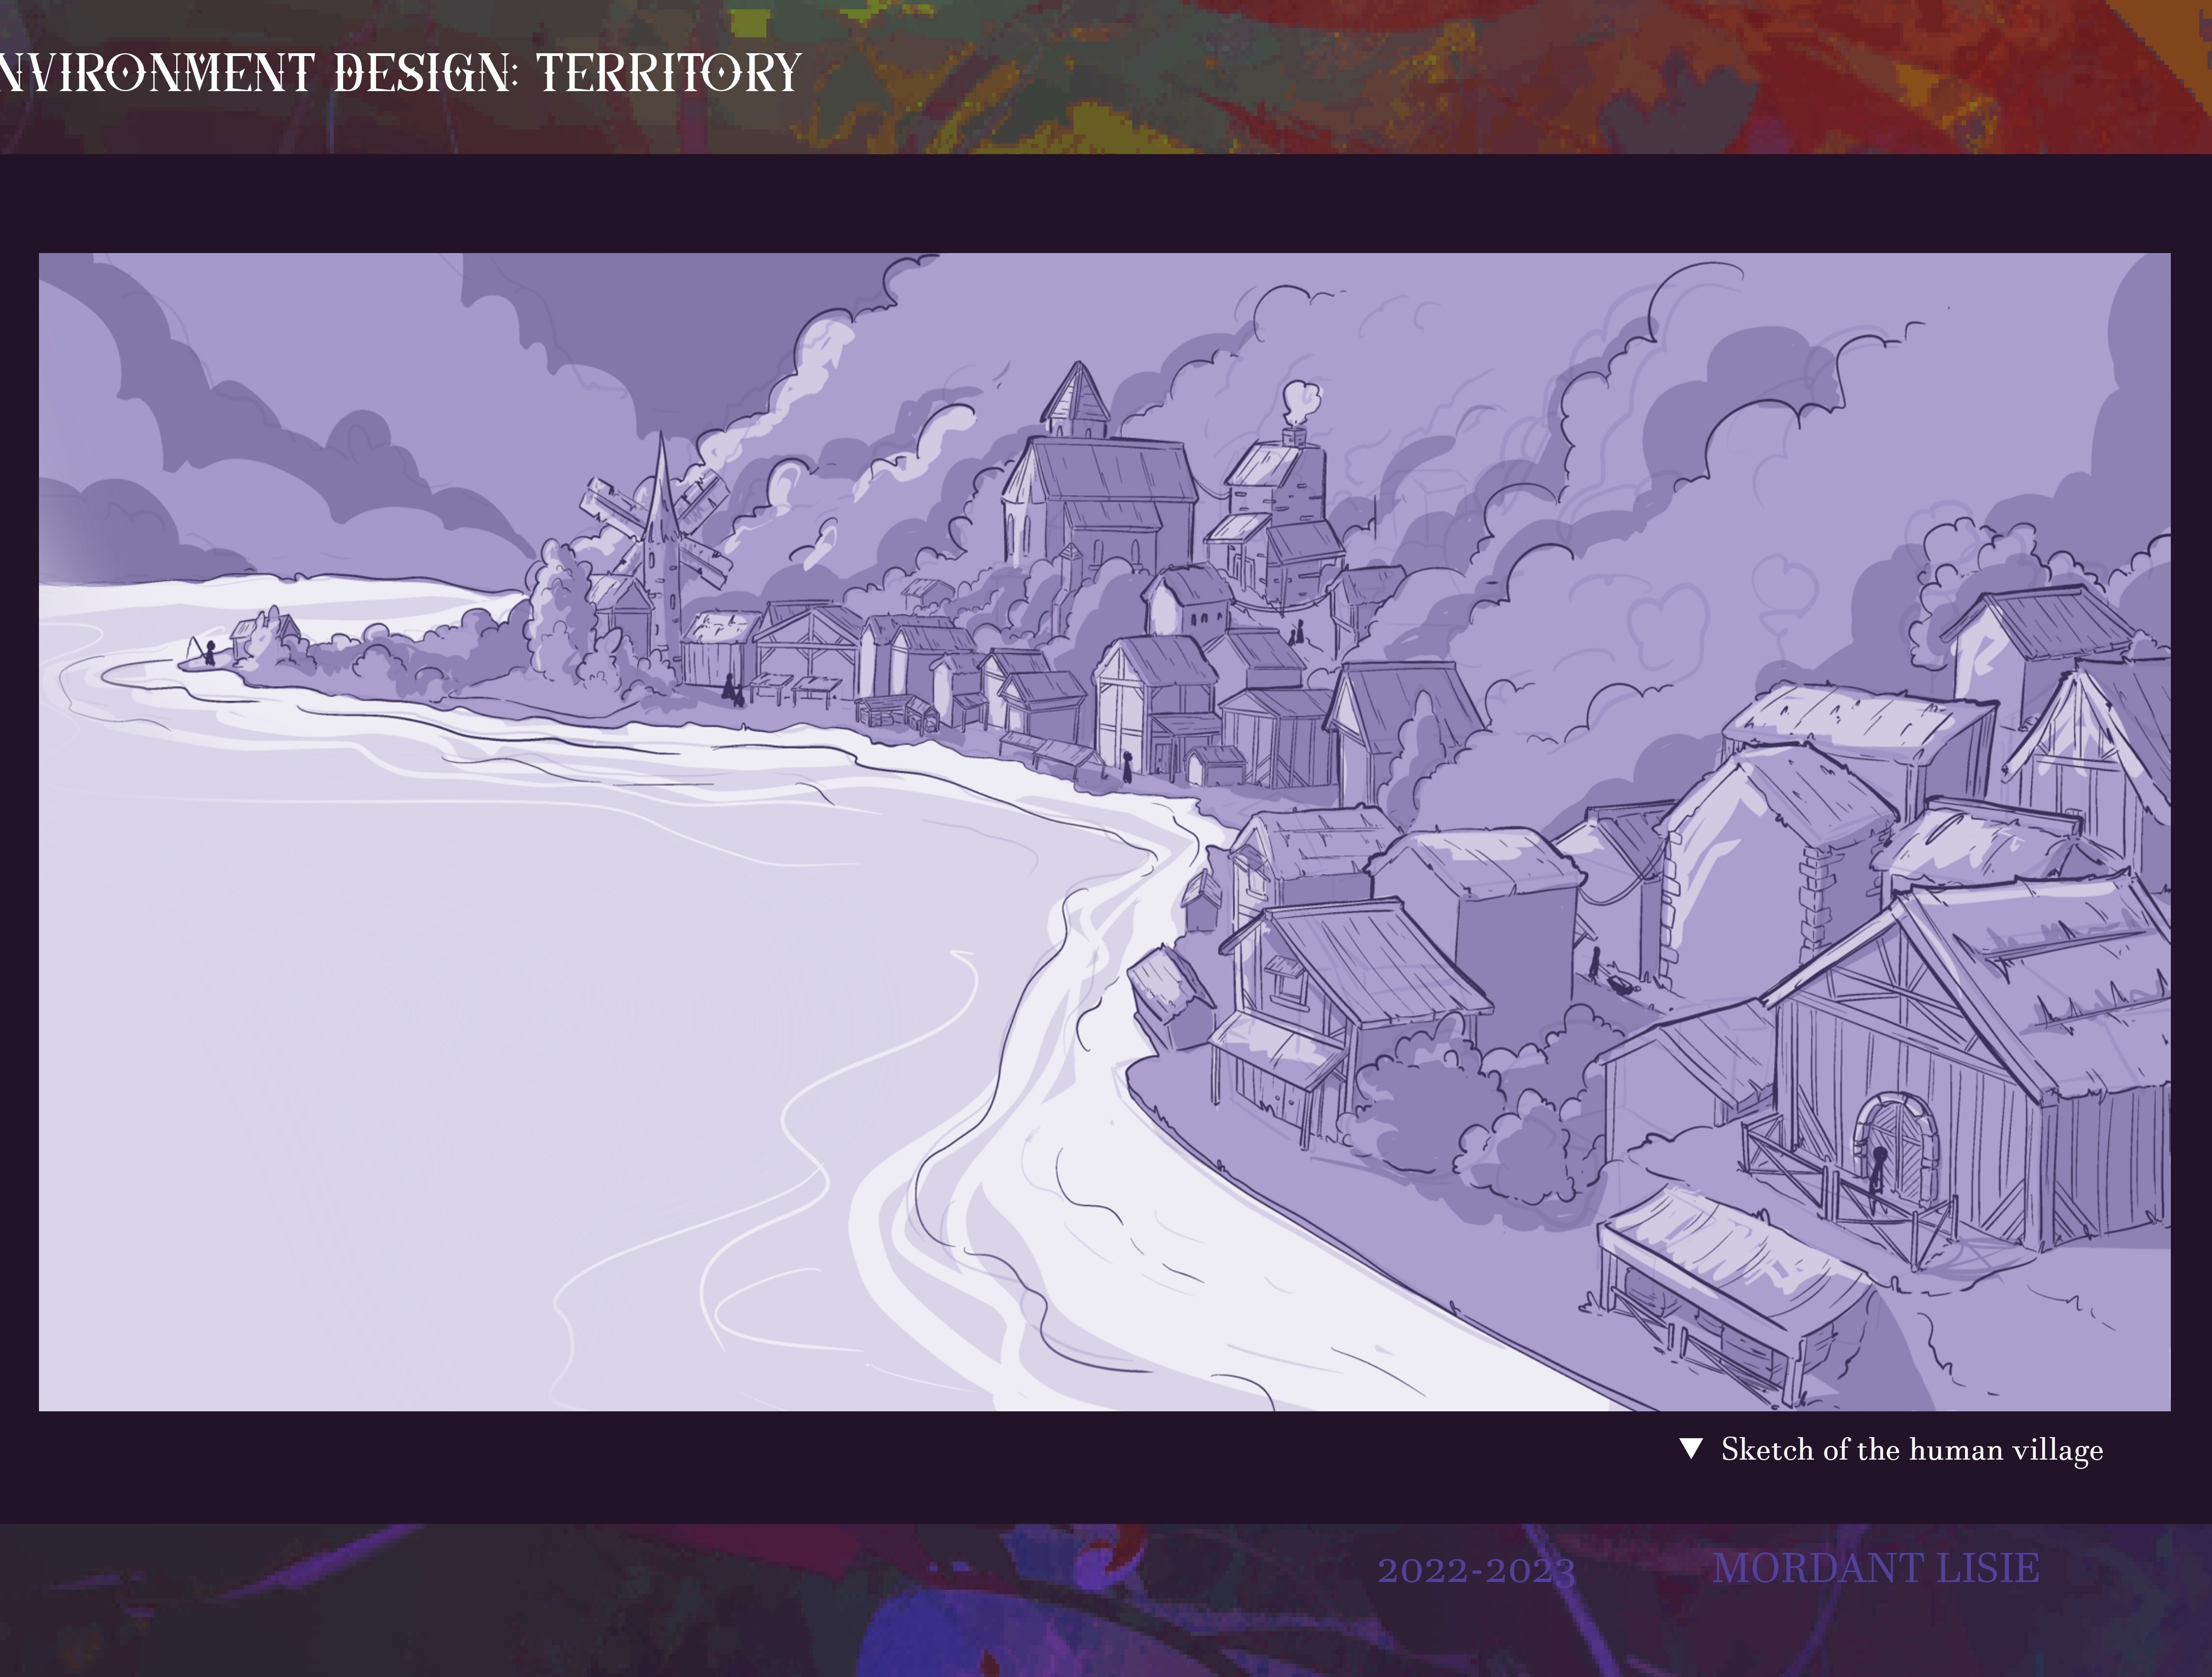 NVIRONMENT DESIGN: TERRITORY
▼ Sketch of the human village
2022-2023 MORDANT LISIE